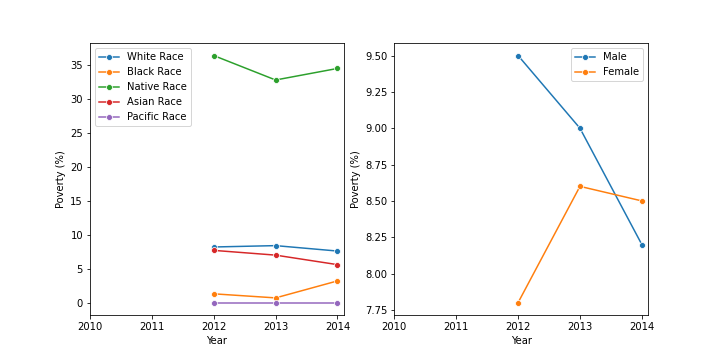 White Race
Black Race
Native Race
Asian Race
Pacific Race
35
30
25
20
15
10
5
0
Poverty (%)
2010 2011 2012 2013 2014
Year
Male
Female
9.50
9.25
9.00
8.75
8.50
8.25
8.00
7.75
Poverty (%)
2010 2011 2012 2013 2014
Year